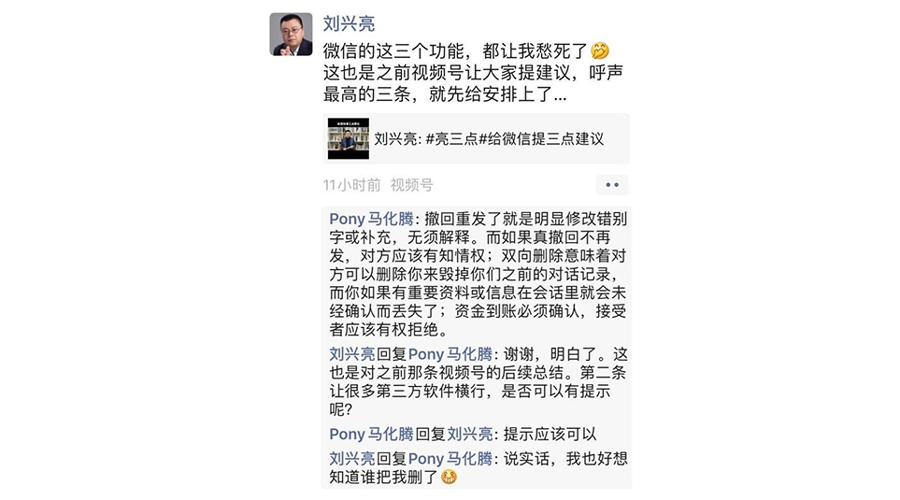 刘兴亮
微信的这三个功能，都让我愁死了🤣
这也是之前视频号让大家提建议，呼声
最高的三条，就先给安排上了...
刘兴亮: #亮三点#给微信提三点建议
11小时前 视频号
Pony 马化腾: 撤回重发了就是明显修改错别
字或补充，无须解释。而如果真撤回不再
发，对方应该有知情权；双向删除意味着对
方可以删除你来毁掉你们之前的对话记录，
而你如果有重要资料或信息在会话里就会未
经确认而丢失了；资金到账必须确认，接受
者应该有权拒绝。
刘兴亮回复Pony 马化腾: 谢谢，明白了。这
也是对之前那条视频号的后续总结。第二条
让很多第三方软件横行，是否可以有提示
呢?
Pony 马化腾回复刘兴亮: 提示应该可以
刘兴亮回复Pony 马化腾: 说实话，我也好想
知道谁把我删了😹